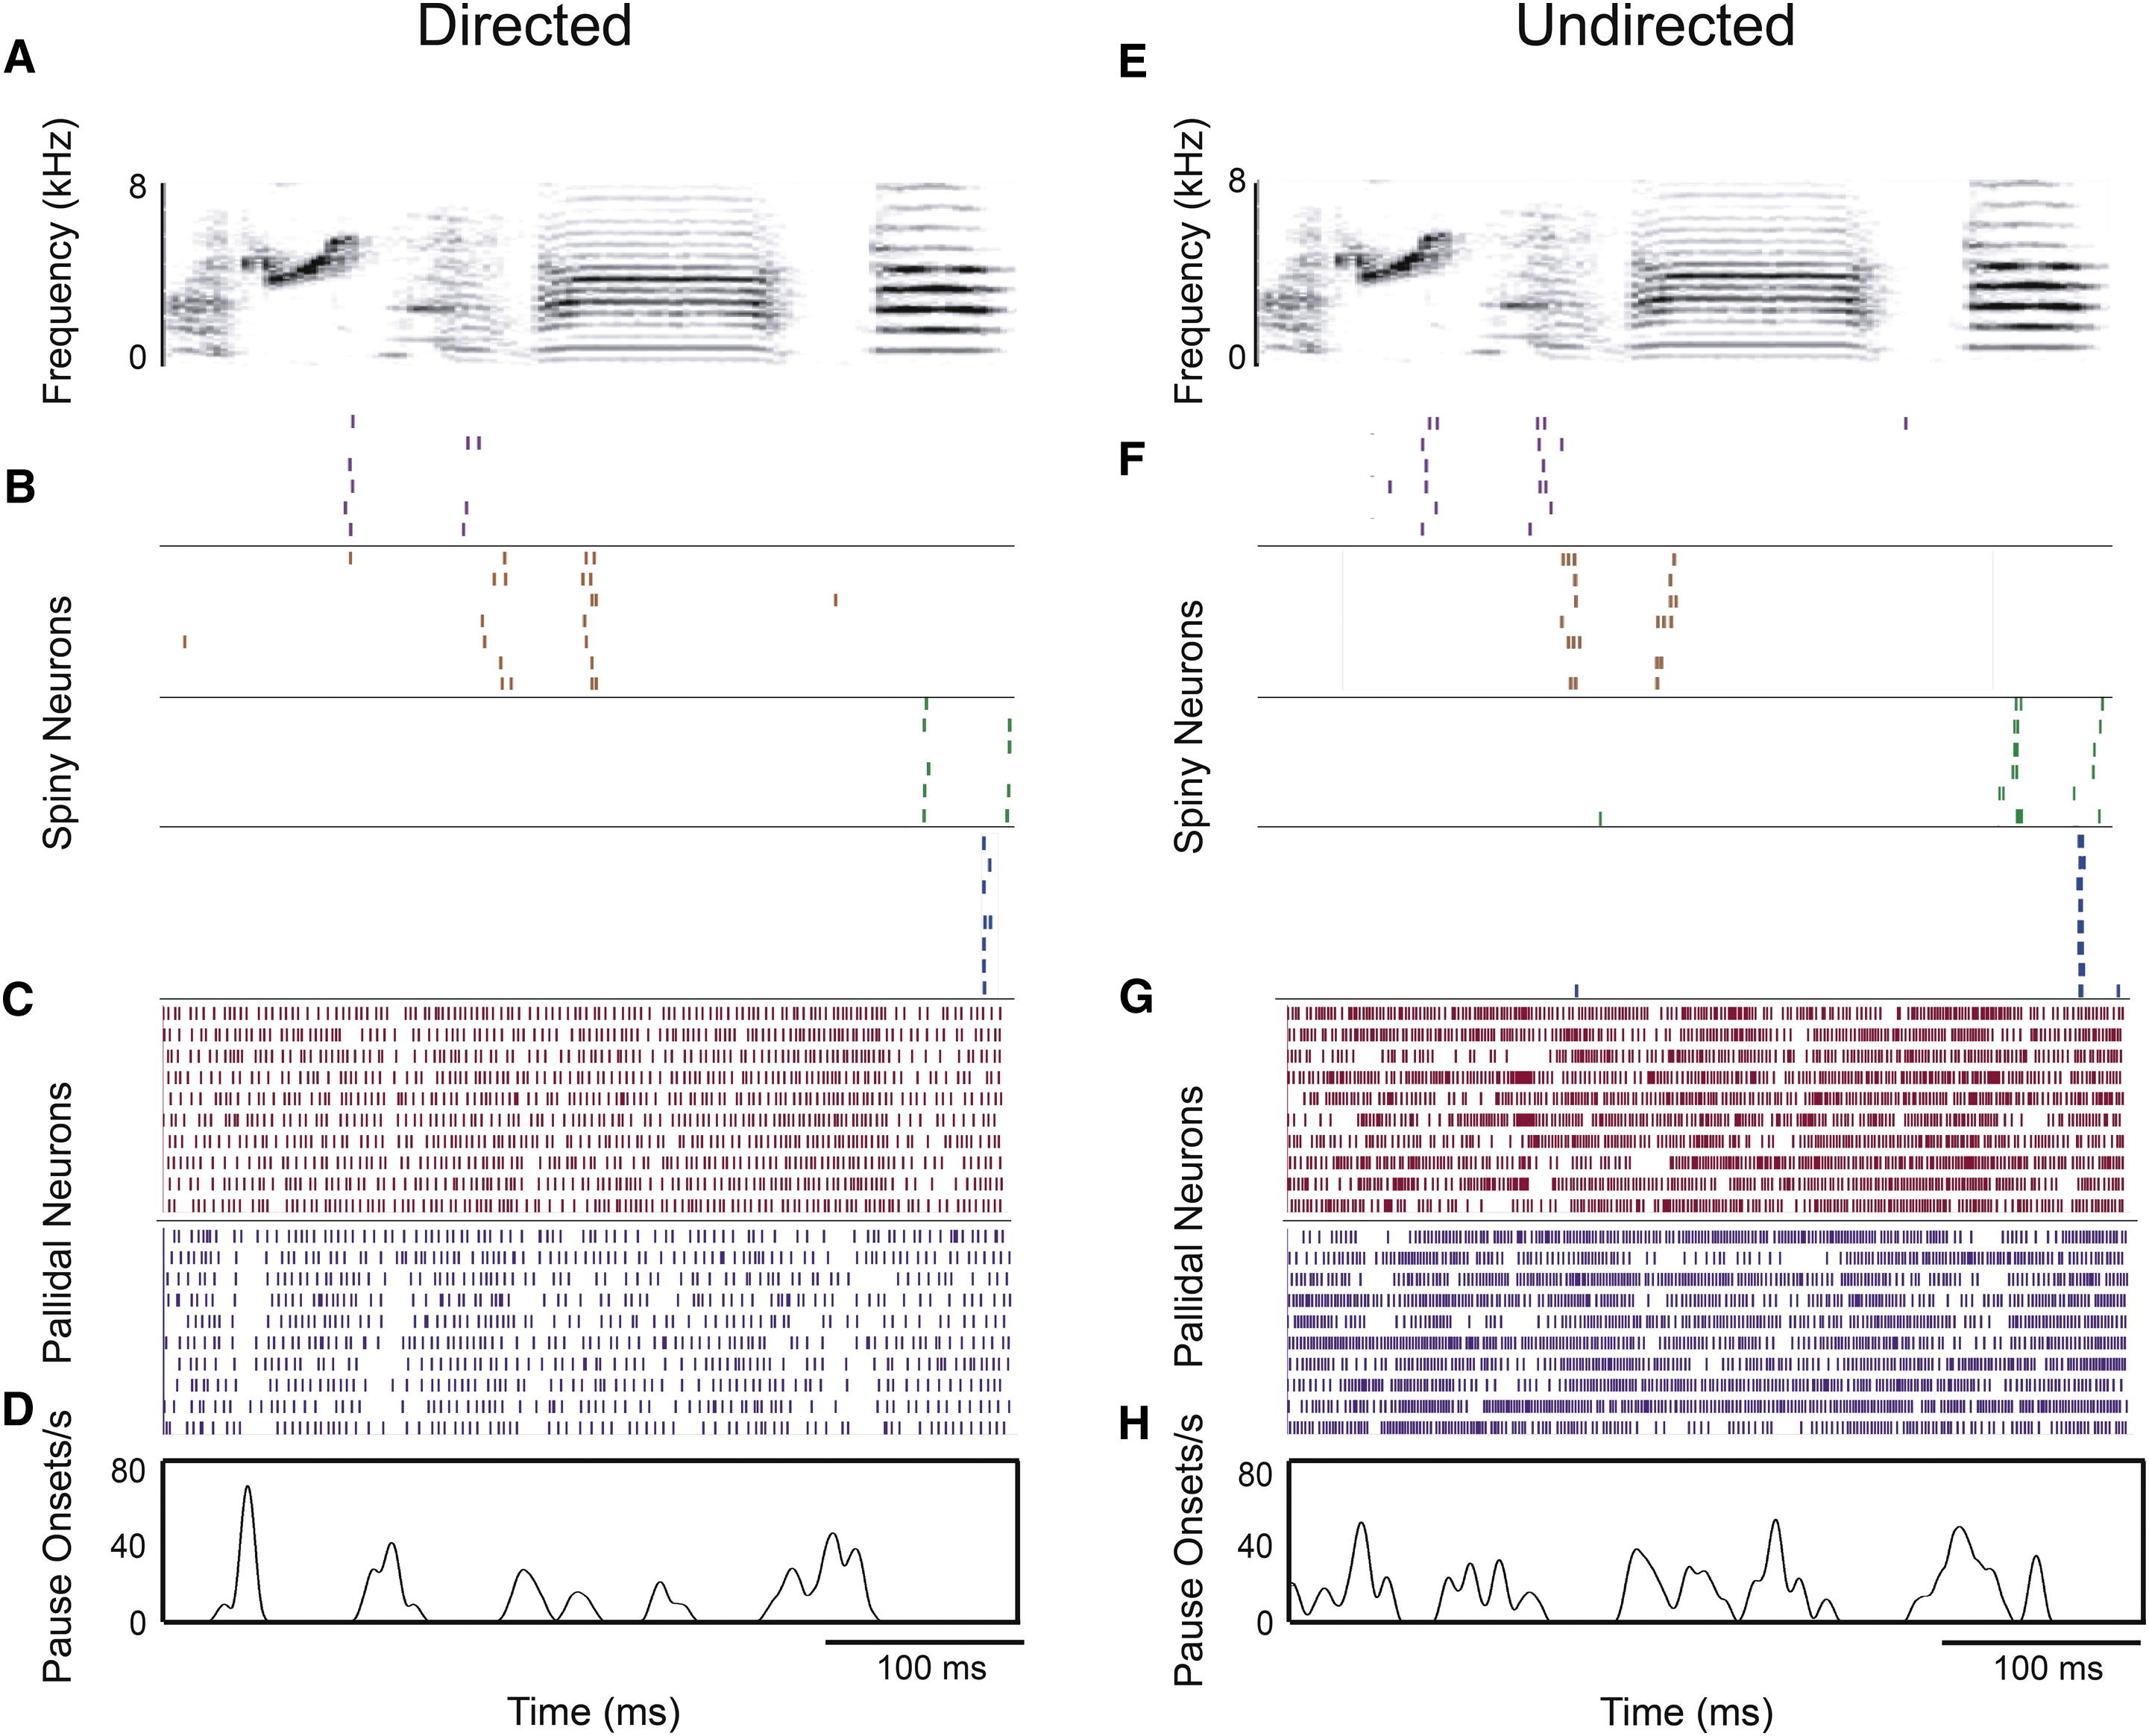 Directed
Undirected
A
E
Frequency (kHz)
8
0
Frequency (kHz)
8
0
B
F
Spiny Neurons
Spiny Neurons
C
G
Pallidal Neurons
Pallidal Neurons
D
H
Pause Onsets/s
80
40
0
Pause Onsets/s
80
40
0
100 ms
100 ms
Time (ms)
Time (ms)